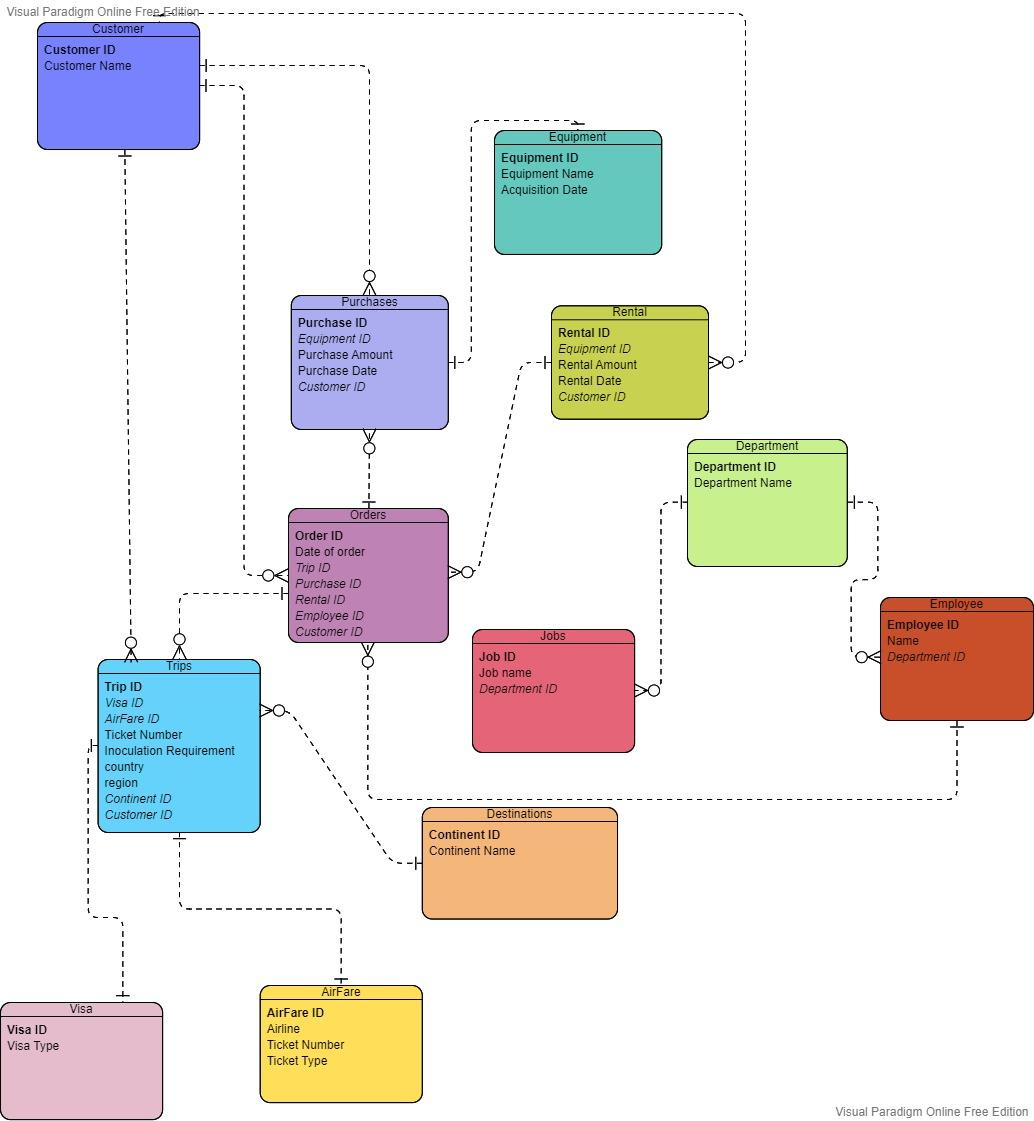 Visual Paradigm Online Free Edition
Customer
Customer ID
Customer Name
Equipment
Equipment ID
Equipment Name
Acquisition Date
Purchases
Purchase ID
Equipment ID
Purchase Amount
Purchase Date
Customer ID
Rental
Rental ID
Equipment ID
Rental Amount
Rental Date
Customer ID
Department
Department ID
Department Name
Orders
Order ID
Date of order
Trip ID
Purchase ID
Rental ID
Employee ID
Customer ID
Employee
Employee ID
Name
Department ID
Jobs
Job ID
Job name
Department ID
Trips
Trip ID
Visa ID
AirFare ID
Ticket Number
Inoculation Requirement
country
region
Continent ID
Customer ID
Destinations
Continent ID
Continent Name
AirFare
AirFare ID
Airline
Ticket Number
Ticket Type
Visa
Visa ID
Visa Type
Visual Paradigm Online Free Edition